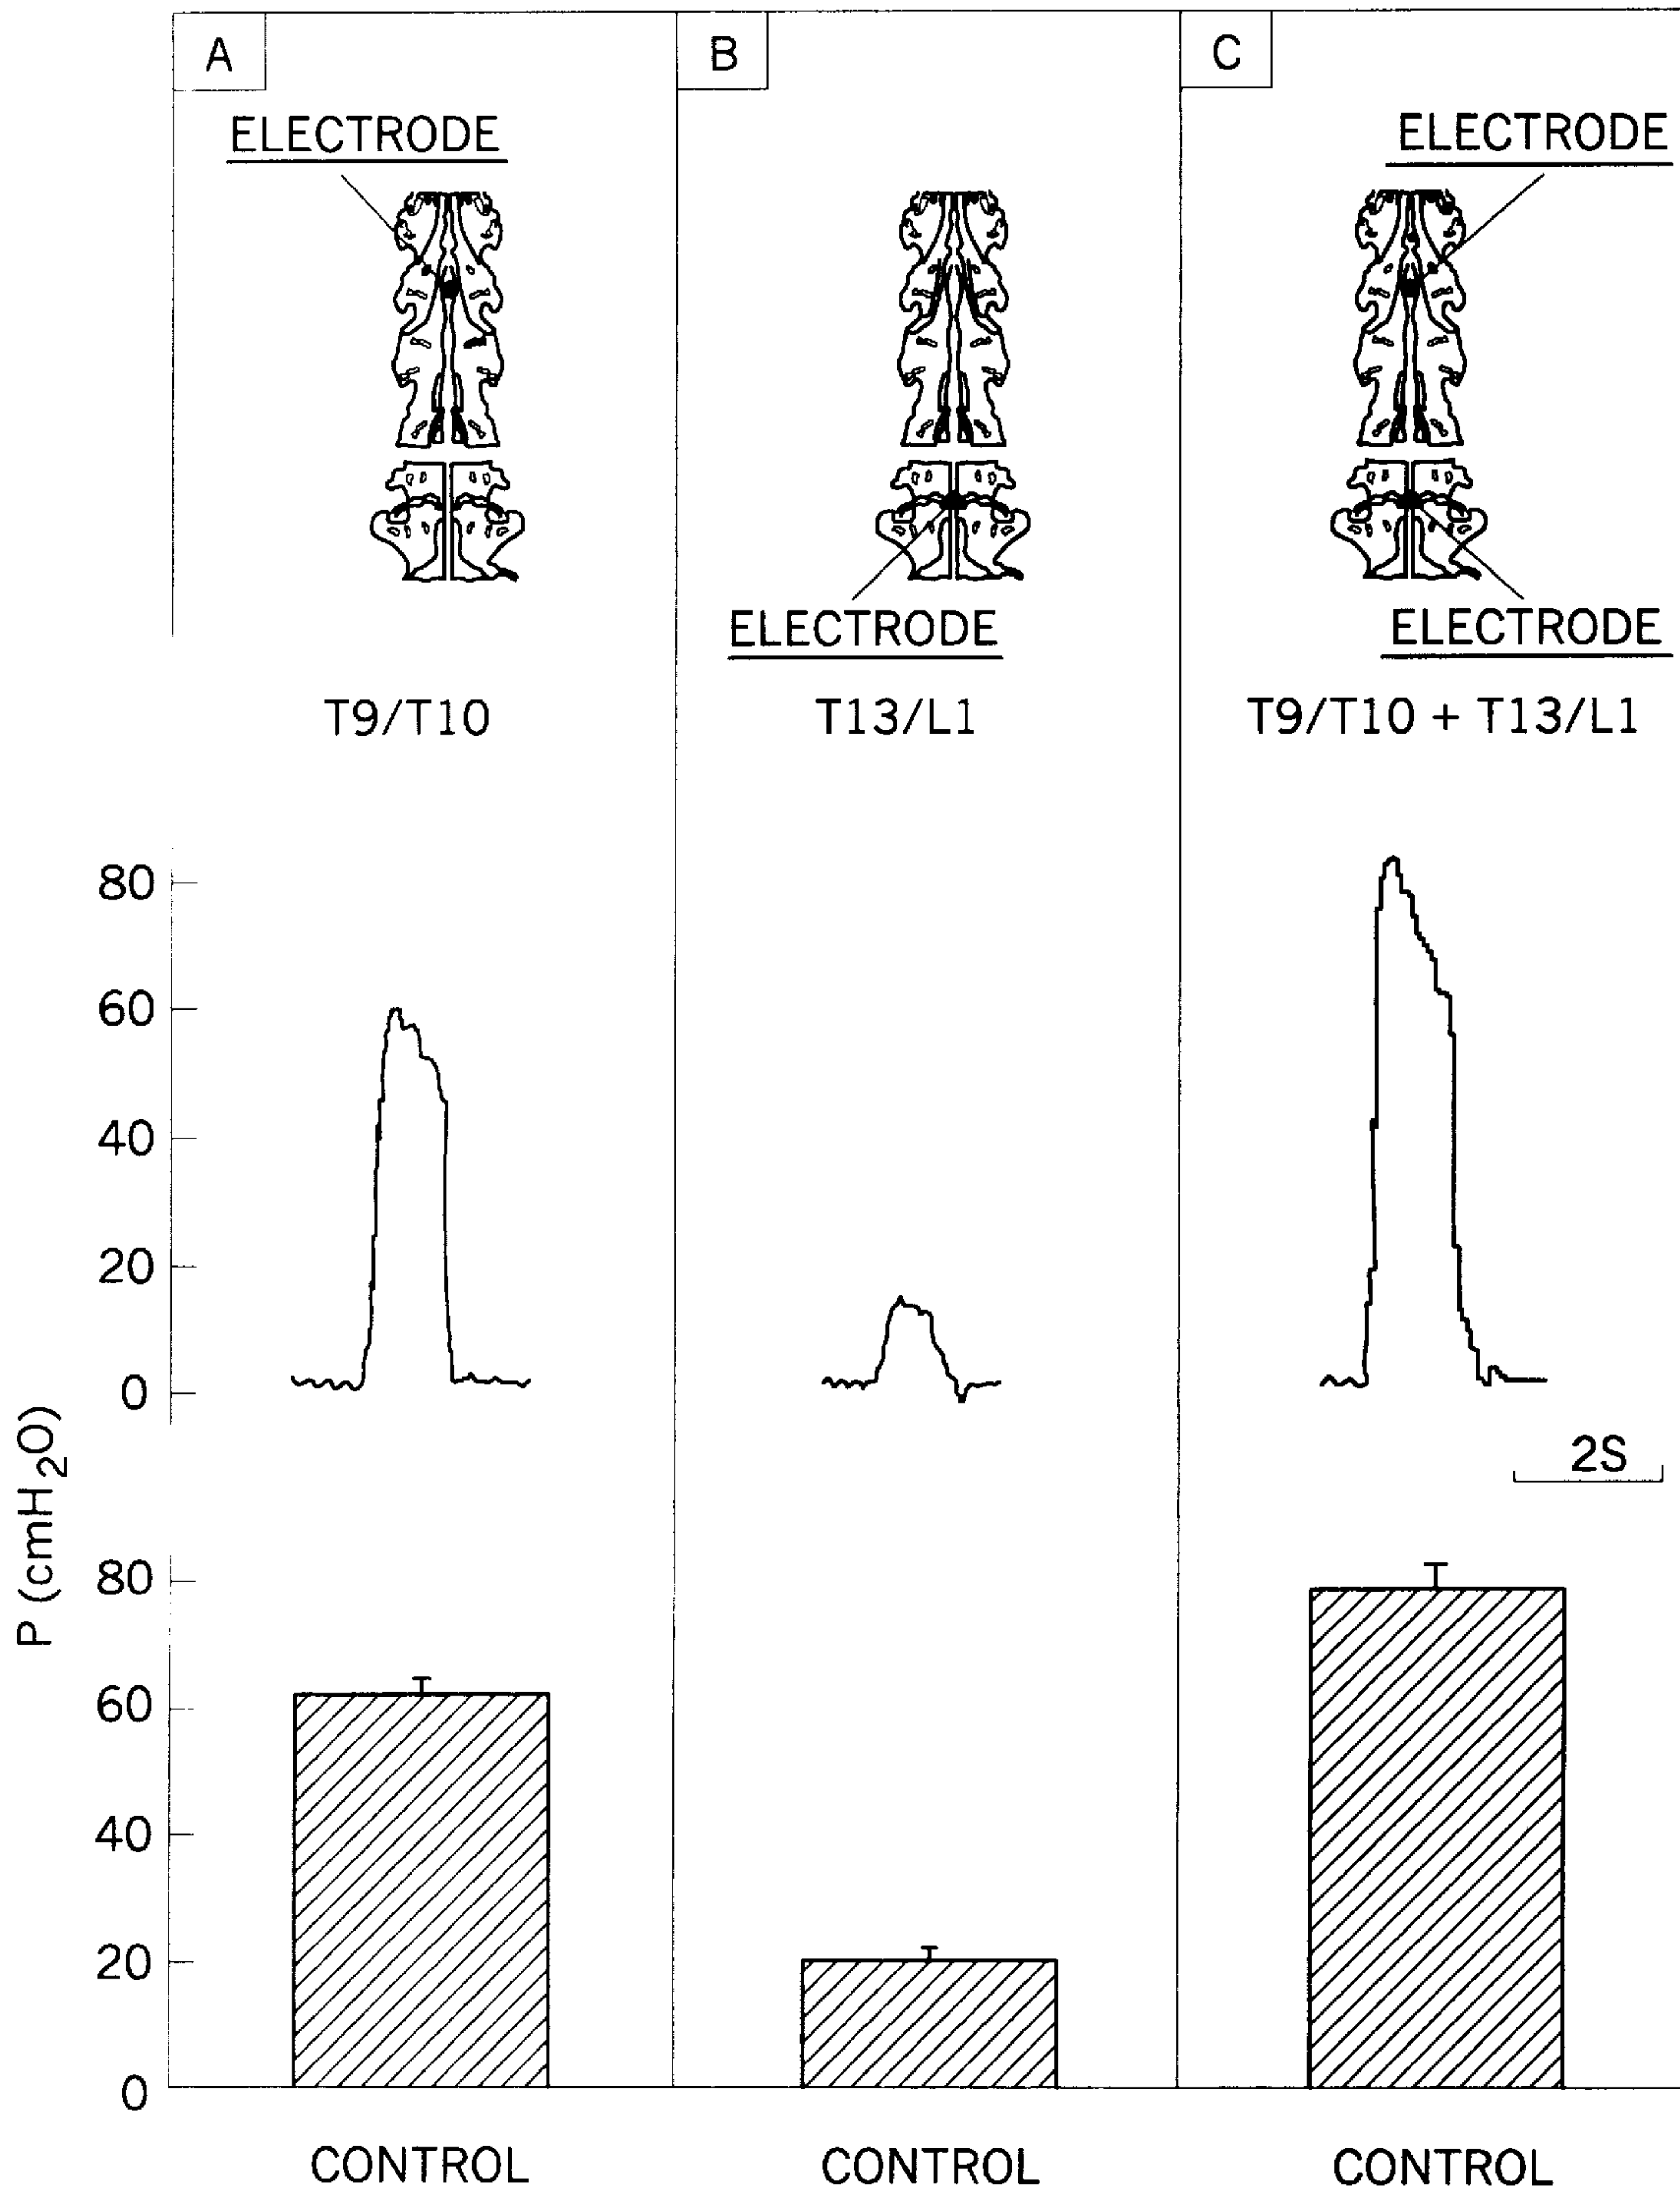 A
B
C
ELECTRODE
ELECTRODE
ELECTRODE
ELECTRODE
T9/T10
T13/L1
T9/T10 + T13/L1
80
60
40
20
0
2S
P (cmH₂O)
80
60
40
20
0
CONTROL
CONTROL
CONTROL